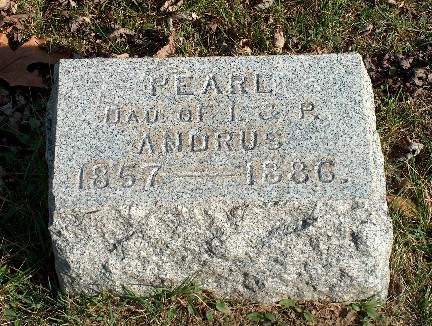 PEARL
DAU. OF I. & P.
ANDRUS
1857 — 1886.